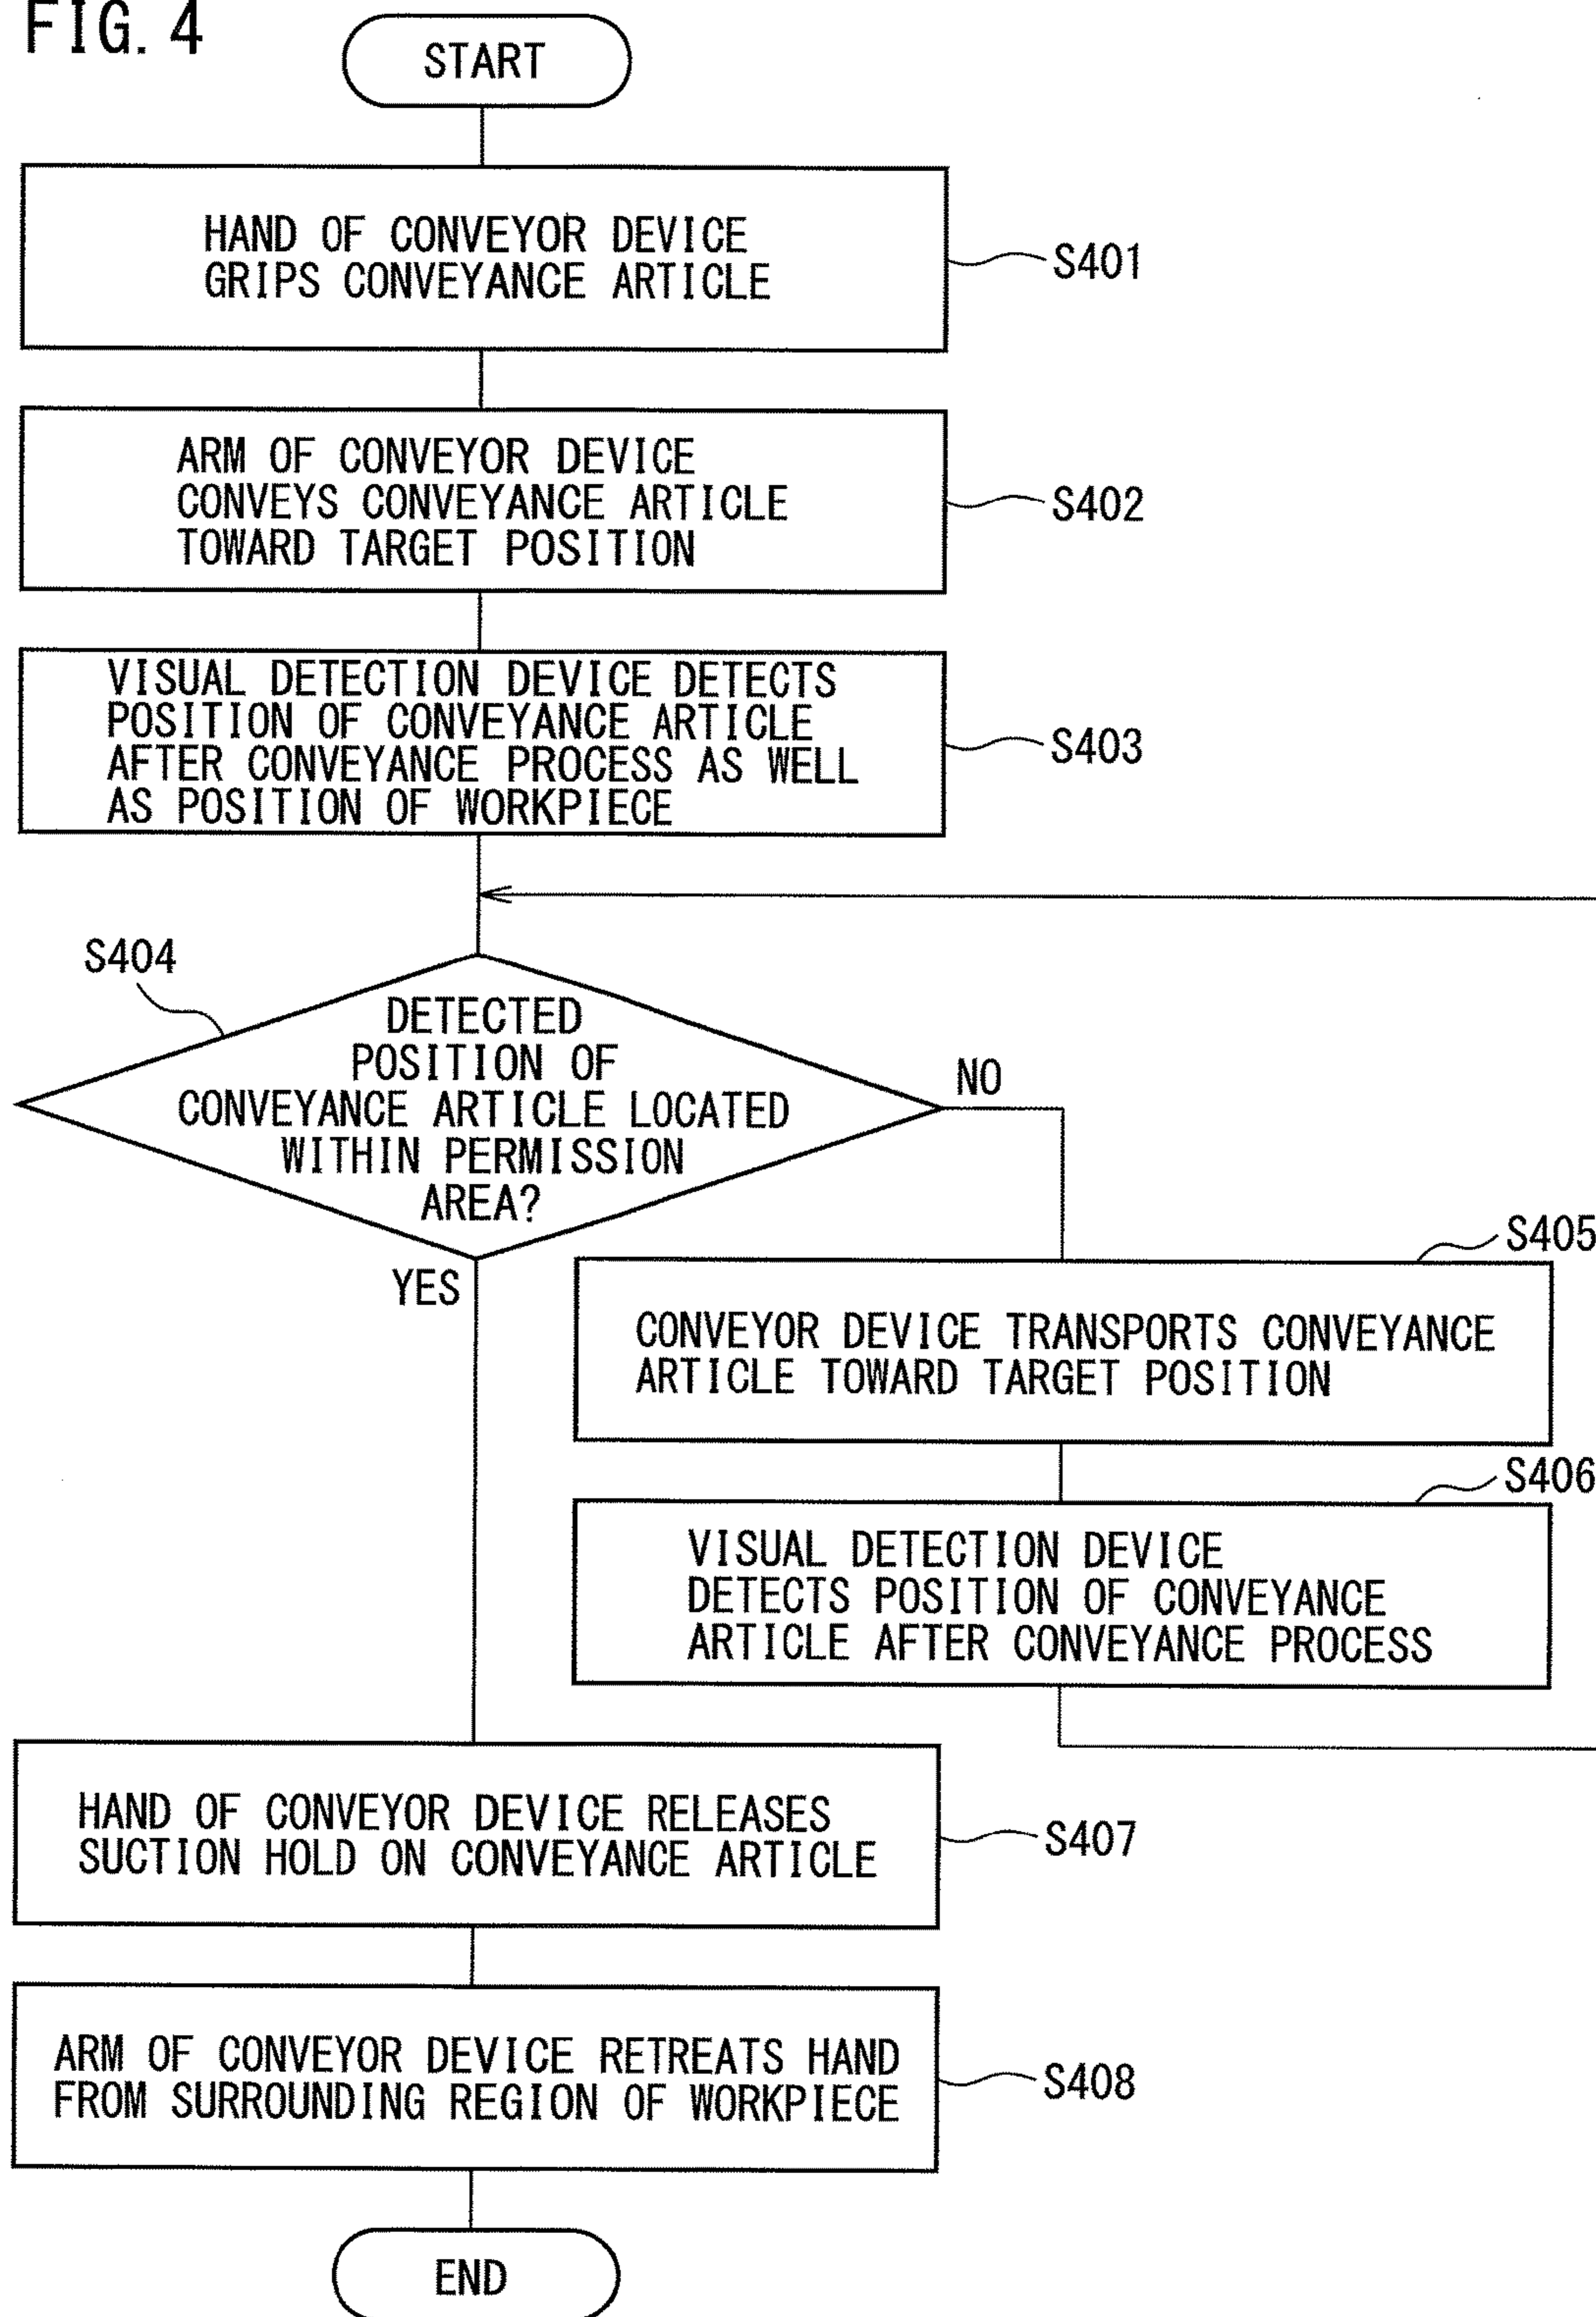 FIG. 4
START
HAND OF CONVEYOR DEVICE
GRIPS CONVEYANCE ARTICLE
S401
ARM OF CONVEYOR DEVICE
CONVEYS CONVEYANCE ARTICLE
TOWARD TARGET POSITION
S402
VISUAL DETECTION DEVICE DETECTS
POSITION OF CONVEYANCE ARTICLE
AFTER CONVEYANCE PROCESS AS WELL
AS POSITION OF WORKPIECE
S403
S404
DETECTED
POSITION OF
CONVEYANCE ARTICLE LOCATED
WITHIN PERMISSION
AREA?
NO
YES
S405
CONVEYOR DEVICE TRANSPORTS CONVEYANCE
ARTICLE TOWARD TARGET POSITION
S406
VISUAL DETECTION DEVICE
DETECTS POSITION OF CONVEYANCE
ARTICLE AFTER CONVEYANCE PROCESS
HAND OF CONVEYOR DEVICE RELEASES
SUCTION HOLD ON CONVEYANCE ARTICLE
S407
ARM OF CONVEYOR DEVICE RETREATS HAND
FROM SURROUNDING REGION OF WORKPIECE
S408
END